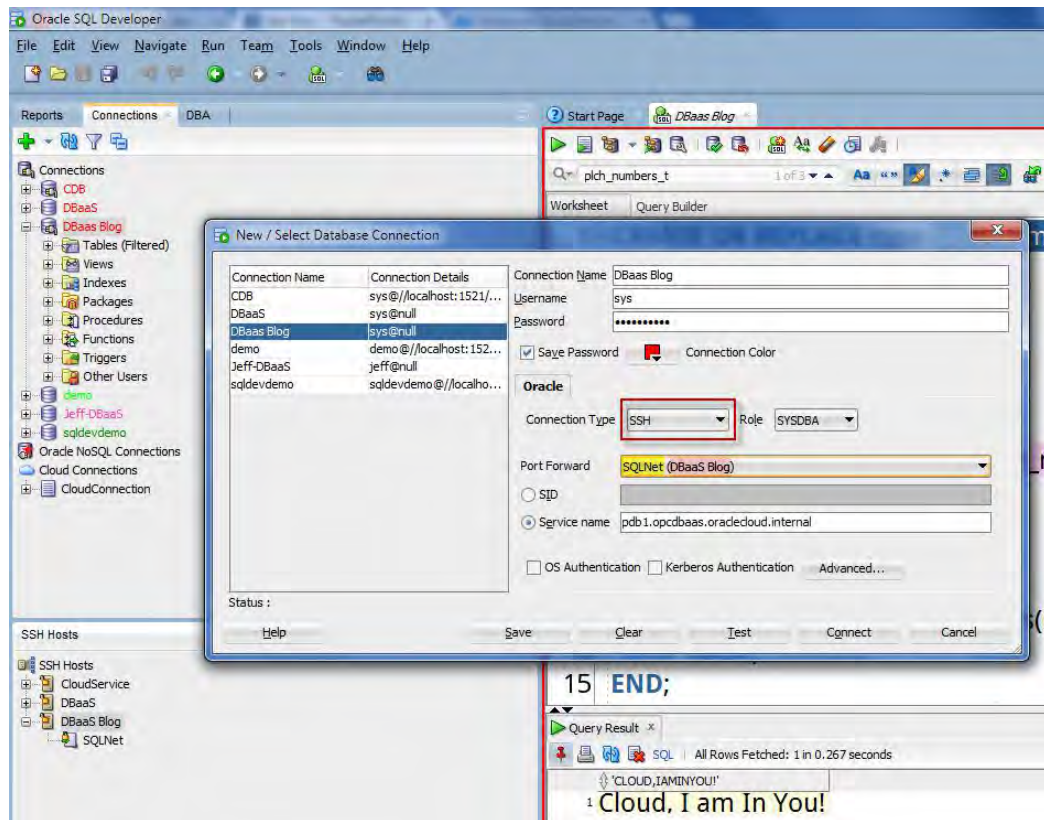 Oracle SQL Developer
File Edit View Navigate Run Team Tools Window Help
Reports Connections DBA
Connections
CDB
DBaaS
DBaas Blog
Tables (Filtered)
Views
Indexes
Packages
Procedures
Functions
Triggers
Other Users
demo
Jeff-DBaaS
sqldevdemo
Oracle NoSQL Connections
Cloud Connections
CloudConnection
SSH Hosts
SSH Hosts
CloudService
DBaaS
DBaaS Blog
SQLNet
Start Page DBaas Blog
plch_numbers_t 1 of 3 Aa
Worksheet Query Builder
New / Select Database Connection
Connection Name Connection Details
CDB sys@//localhost:1521/...
DBaaS sys@null
DBaas Blog sys@null
demo demo@//localhost:152...
Jeff-DBaaS jeff@null
sqldevdemo sqldevdemo@//localho...
Connection Name DBaas Blog
Username sys
Password ••••••••••
Save Password Connection Color
Oracle
Connection Type SSH Role SYSDBA
Port Forward SQLNet (DBaaS Blog)
SID
Service name pdb1.opcdbaas.oraclecloud.internal
OS Authentication Kerberos Authentication Advanced...
Status :
Help Save Clear Test Connect Cancel
15 END;
Query Result x
SQL All Rows Fetched: 1 in 0.267 seconds
'CLOUD,IAMINYOU!'
1 Cloud, I am In You!